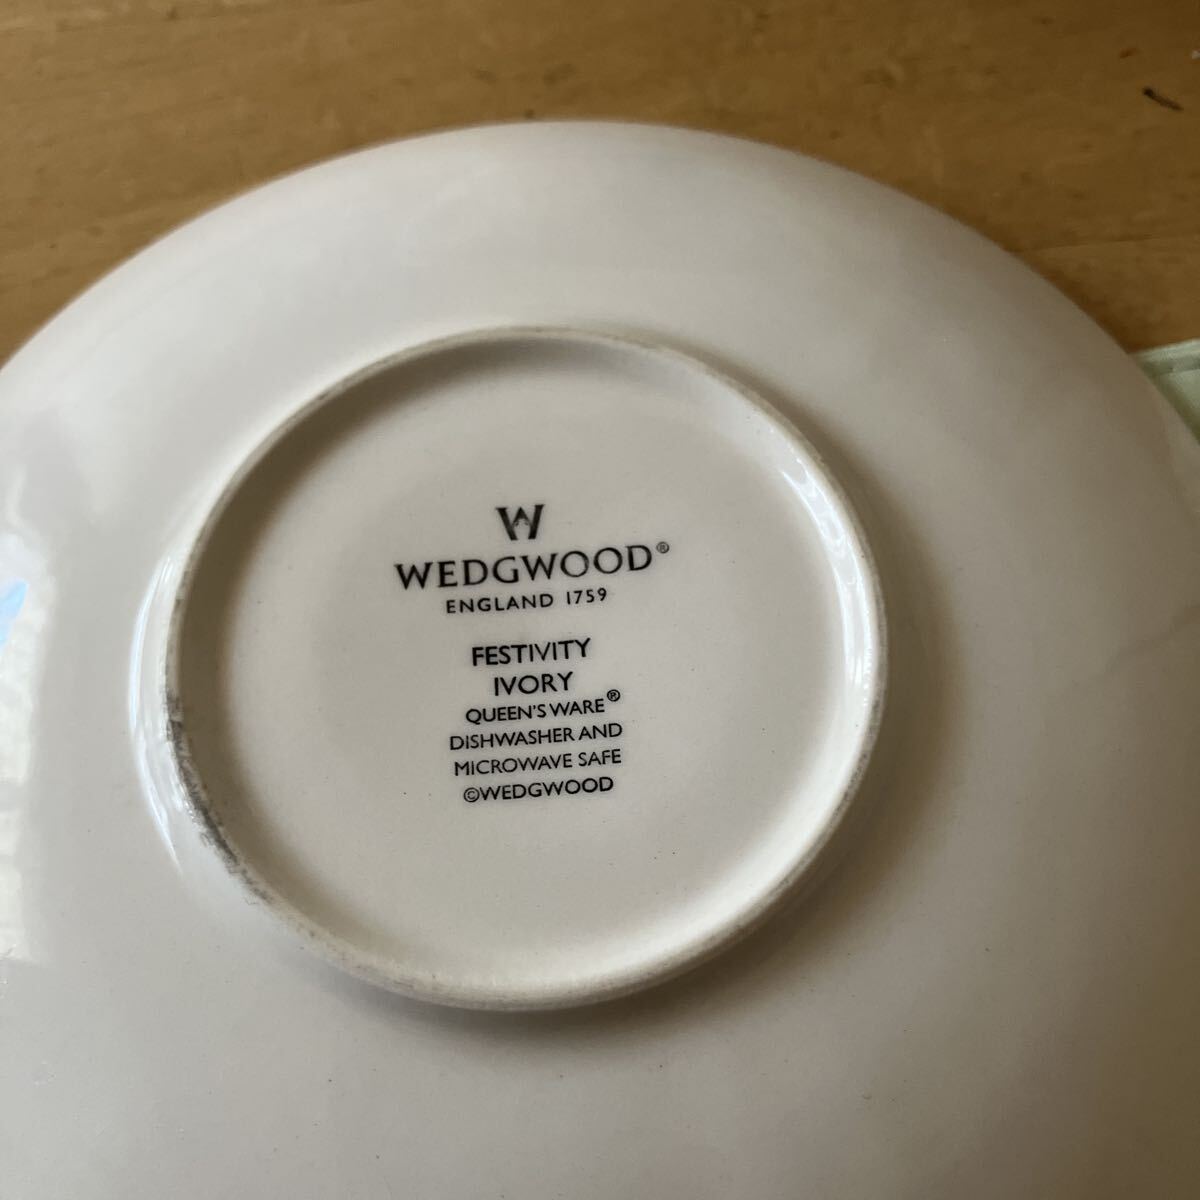 W
WEDGWOOD®
ENGLAND 1759
FESTIVITY
IVORY
QUEEN'S WARE®
DISHWASHER AND
MICROWAVE SAFE
©WEDGWOOD